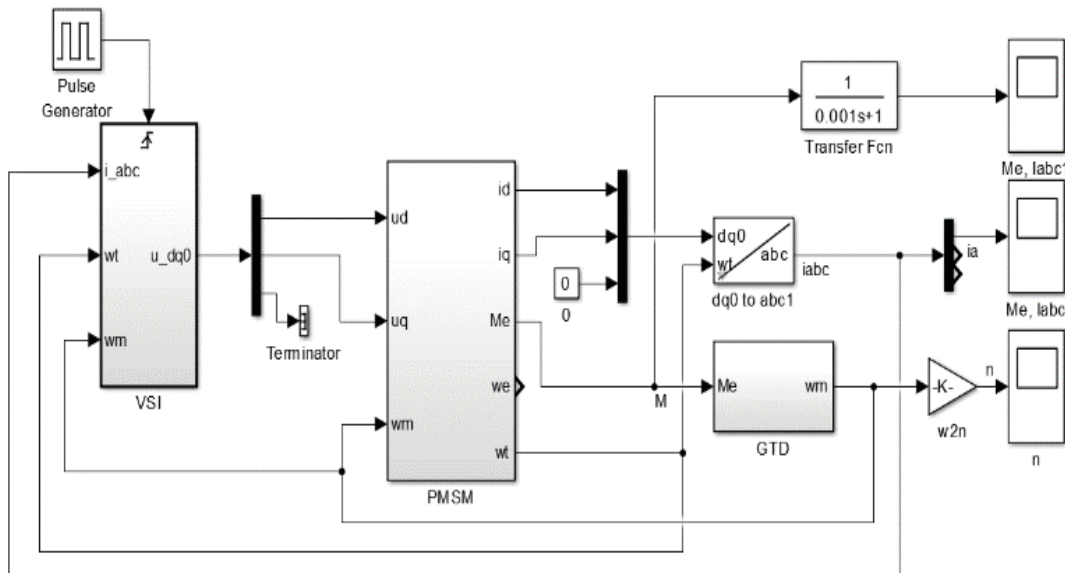 Pulse
Generator
i_abc
wt
u_dq0
wm
VSI
Terminator
ud
uq
wm
id
iq
Me
we
wt
PMSM
0
0
1
0.001s+1
Transfer Fcn
Me, Iabc1
dq0
wt
abc
iabc
dq0 to abc1
ia
Me, Iabc
M
Me
wm
GTD
-K-
w2n
n
n